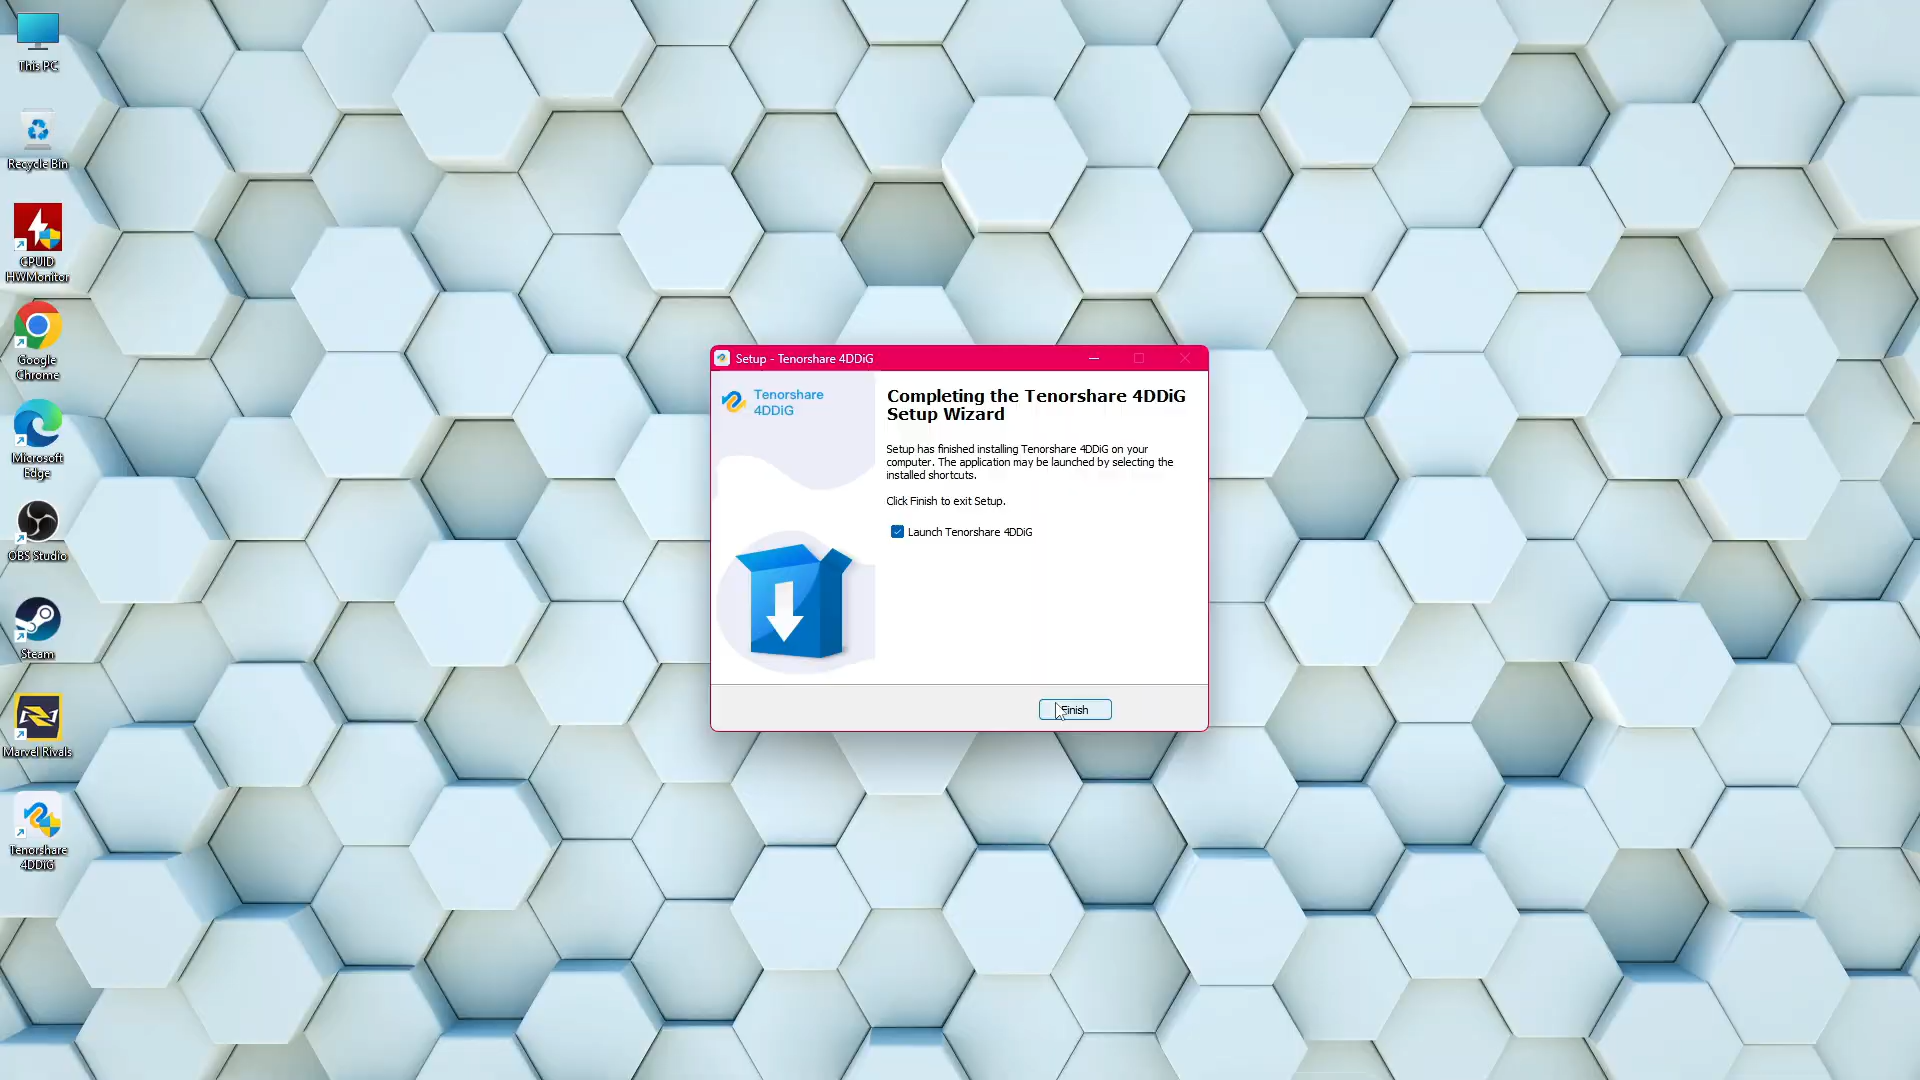 This PC
Recycle Bin
CPUID
HWMonitor
Google
Chrome
Microsoft
Edge
OBS Studio
Steam
Marvel Rivals
Tenorshare
4DDiG
Setup - Tenorshare 4DDiG
Tenorshare
4DDiG
Completing the Tenorshare 4DDiG
Setup Wizard
Setup has finished installing Tenorshare 4DDiG on your
computer. The application may be launched by selecting the
installed shortcuts.
Click Finish to exit Setup.
Launch Tenorshare 4DDiG
Finish